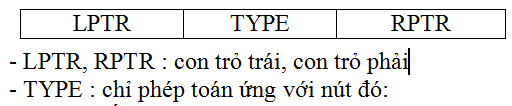 LPTR TYPE RPTR
- LPTR, RPTR : con trỏ trái, con trỏ phải
- TYPE : chỉ phép toán ứng với nút đó: